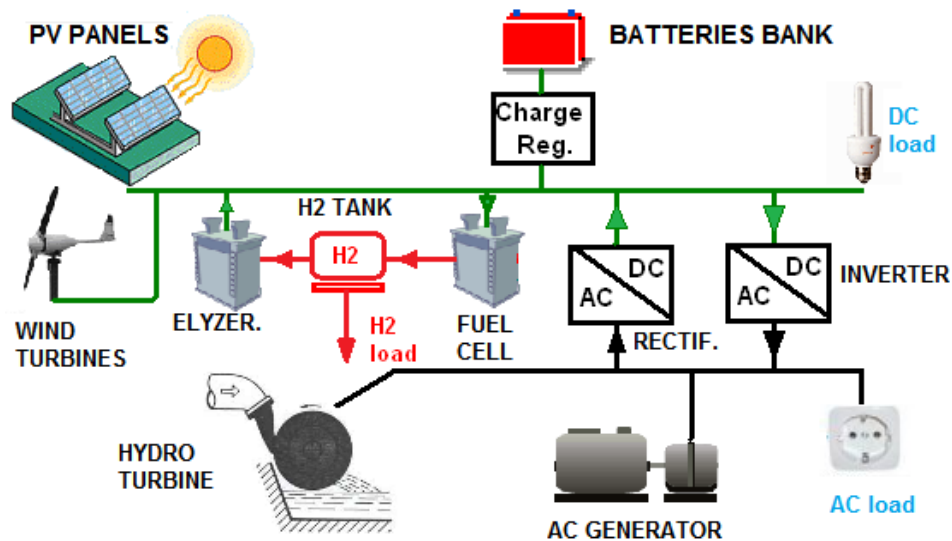 PV PANELS
BATTERIES BANK
Charge
Reg.
DC
load
H2 TANK
H2
DC
AC
DC
AC
INVERTER
ELYZER.
H2
load
FUEL
CELL
RECTIF.
WIND
TURBINES
HYDRO
TURBINE
AC GENERATOR
AC load